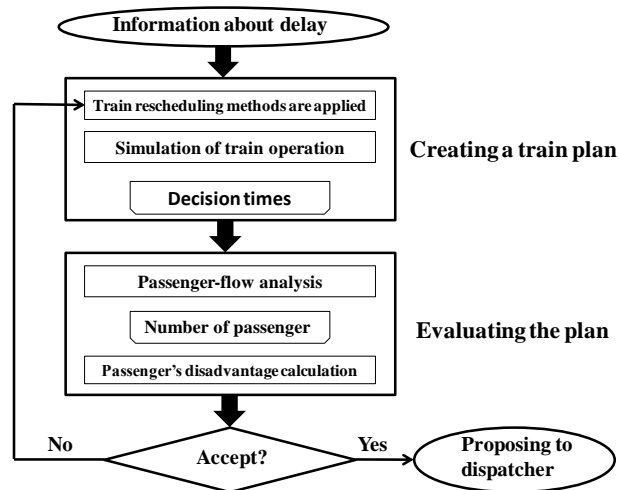 Information about delay
Train rescheduling methods are applied
Simulation of train operation
Creating a train plan
Decision times
Passenger-flow analysis
Number of passenger
Evaluating the plan
Passenger's disadvantage calculation
No
Accept?
Yes
Proposing to
dispatcher